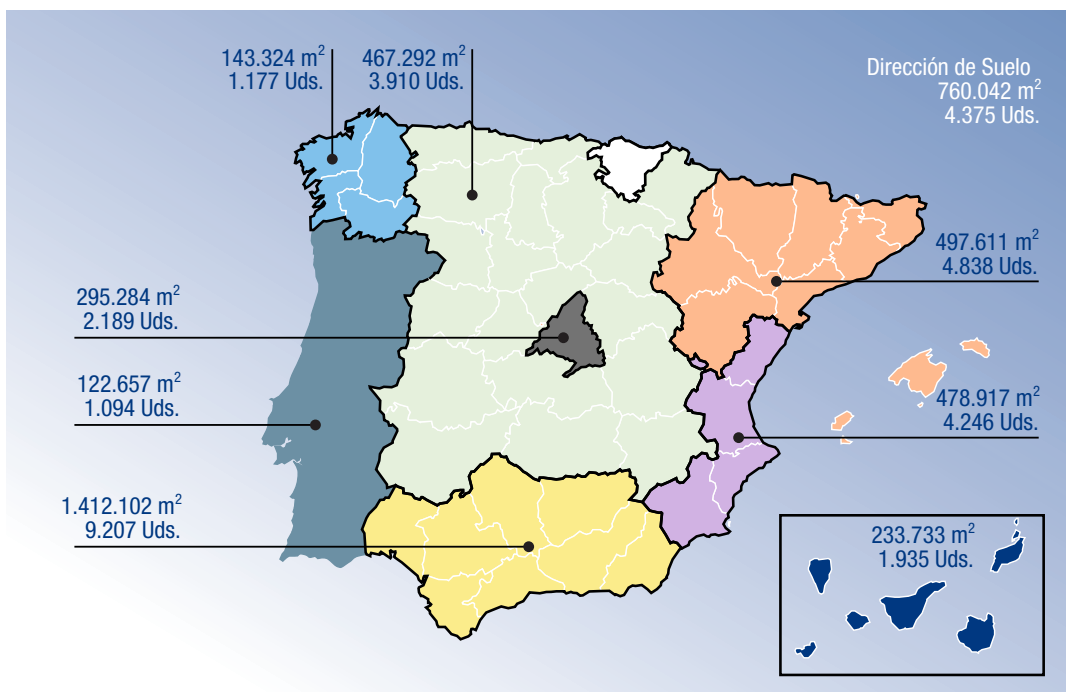 143.324 m²
1.177 Uds.
467.292 m²
3.910 Uds.
Dirección de Suelo
760.042 m²
4.375 Uds.
497.611 m²
4.838 Uds.
295.284 m²
2.189 Uds.
122.657 m²
1.094 Uds.
478.917 m²
4.246 Uds.
1.412.102 m²
9.207 Uds.
233.733 m²
1.935 Uds.